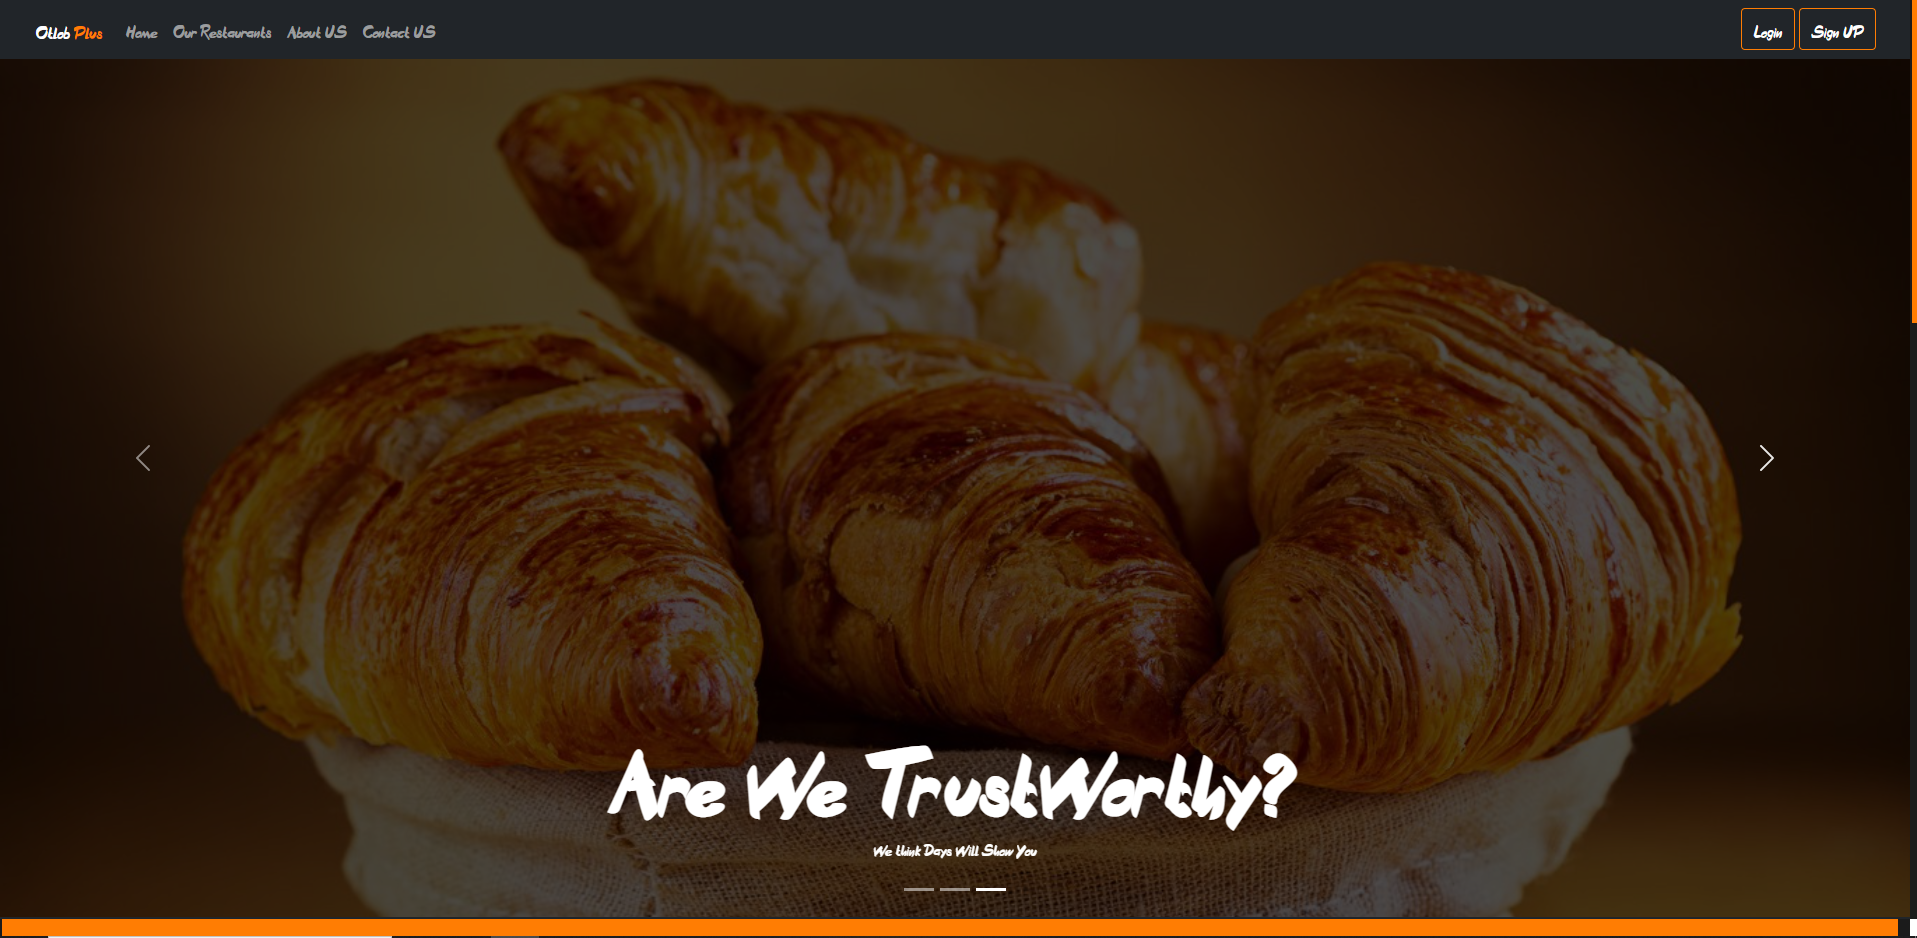 Otlob Plus Home Our Restaurants About US Contact US Login Sign UP
Are We TrustWorthy?
We think Days Will Show You